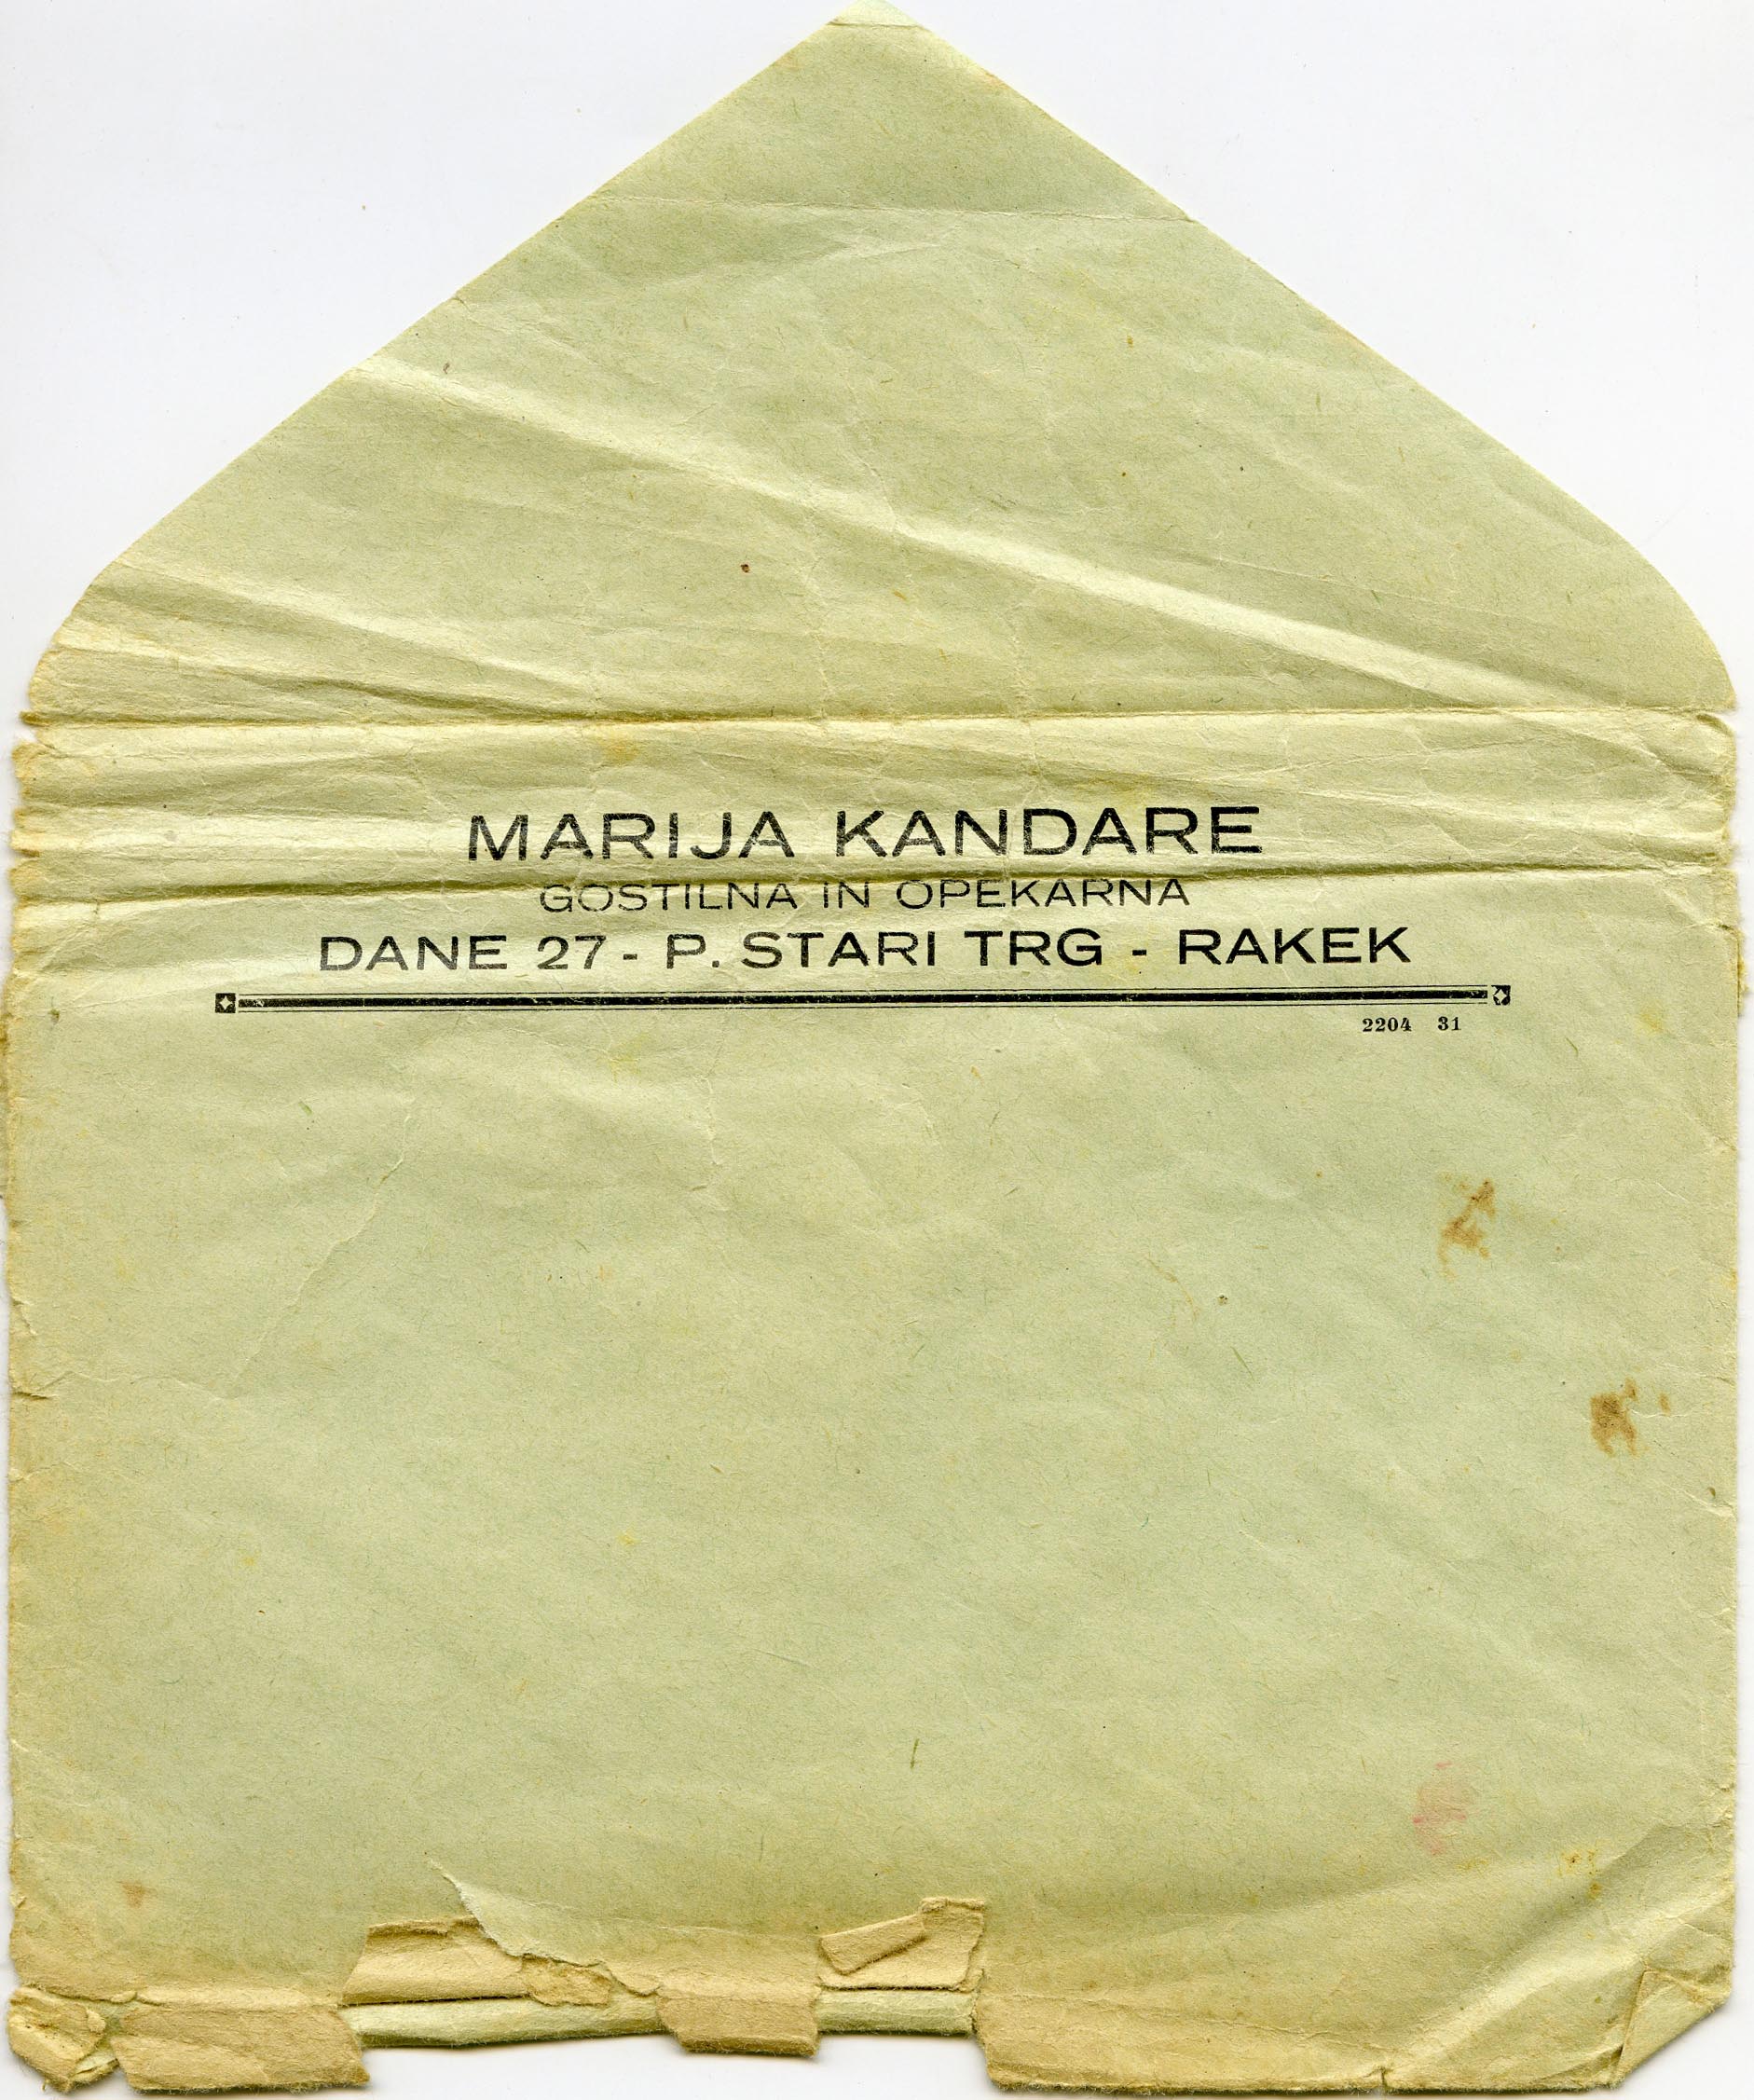 MARIJA KANDARE
GOSTILNA IN OPEKARNA
DANE 27 - P. STARI TRG - RAKEK
2204 31